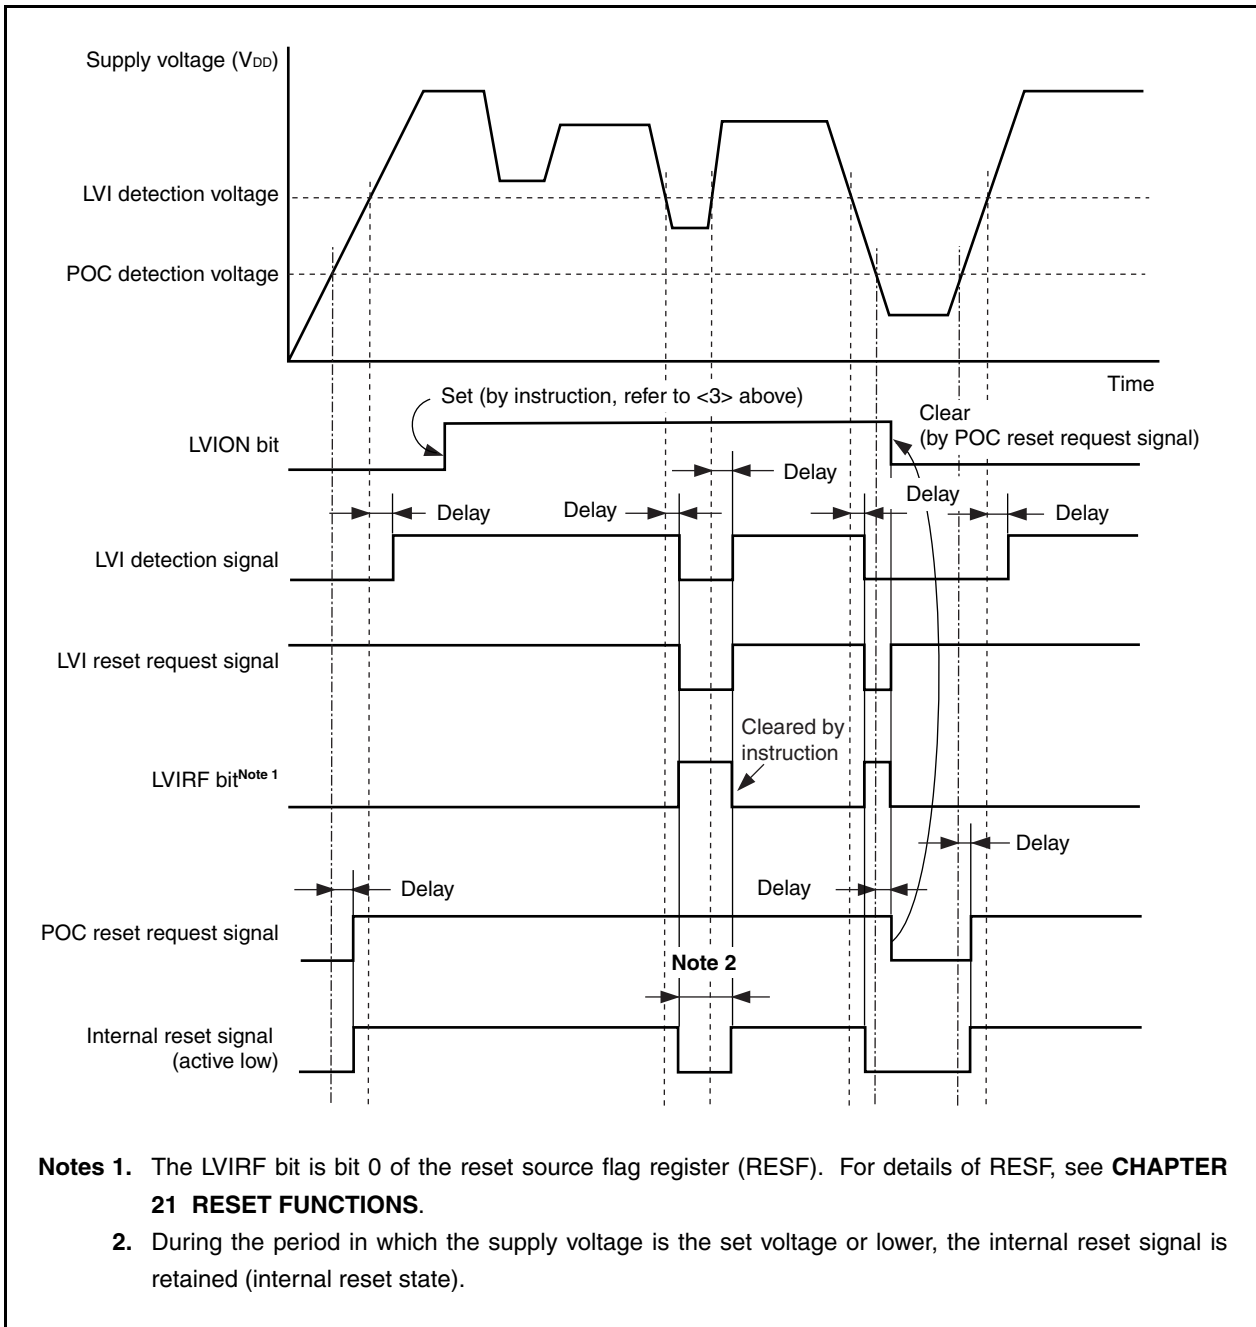 Supply voltage (VDD)
LVI detection voltage
POC detection voltage
Time
Set (by instruction, refer to <3> above)
Clear
(by POC reset request signal)
LVION bit
Delay
Delay
Delay
Delay
Delay
Delay
LVI detection signal
LVI reset request signal
Cleared by
instruction
LVIRF bitNote 1
Delay
Delay
Delay
POC reset request signal
Note 2
Internal reset signal
(active low)
Notes 1. The LVIRF bit is bit 0 of the reset source flag register (RESF). For details of RESF, see CHAPTER
21 RESET FUNCTIONS.
2. During the period in which the supply voltage is the set voltage or lower, the internal reset signal is
retained (internal reset state).